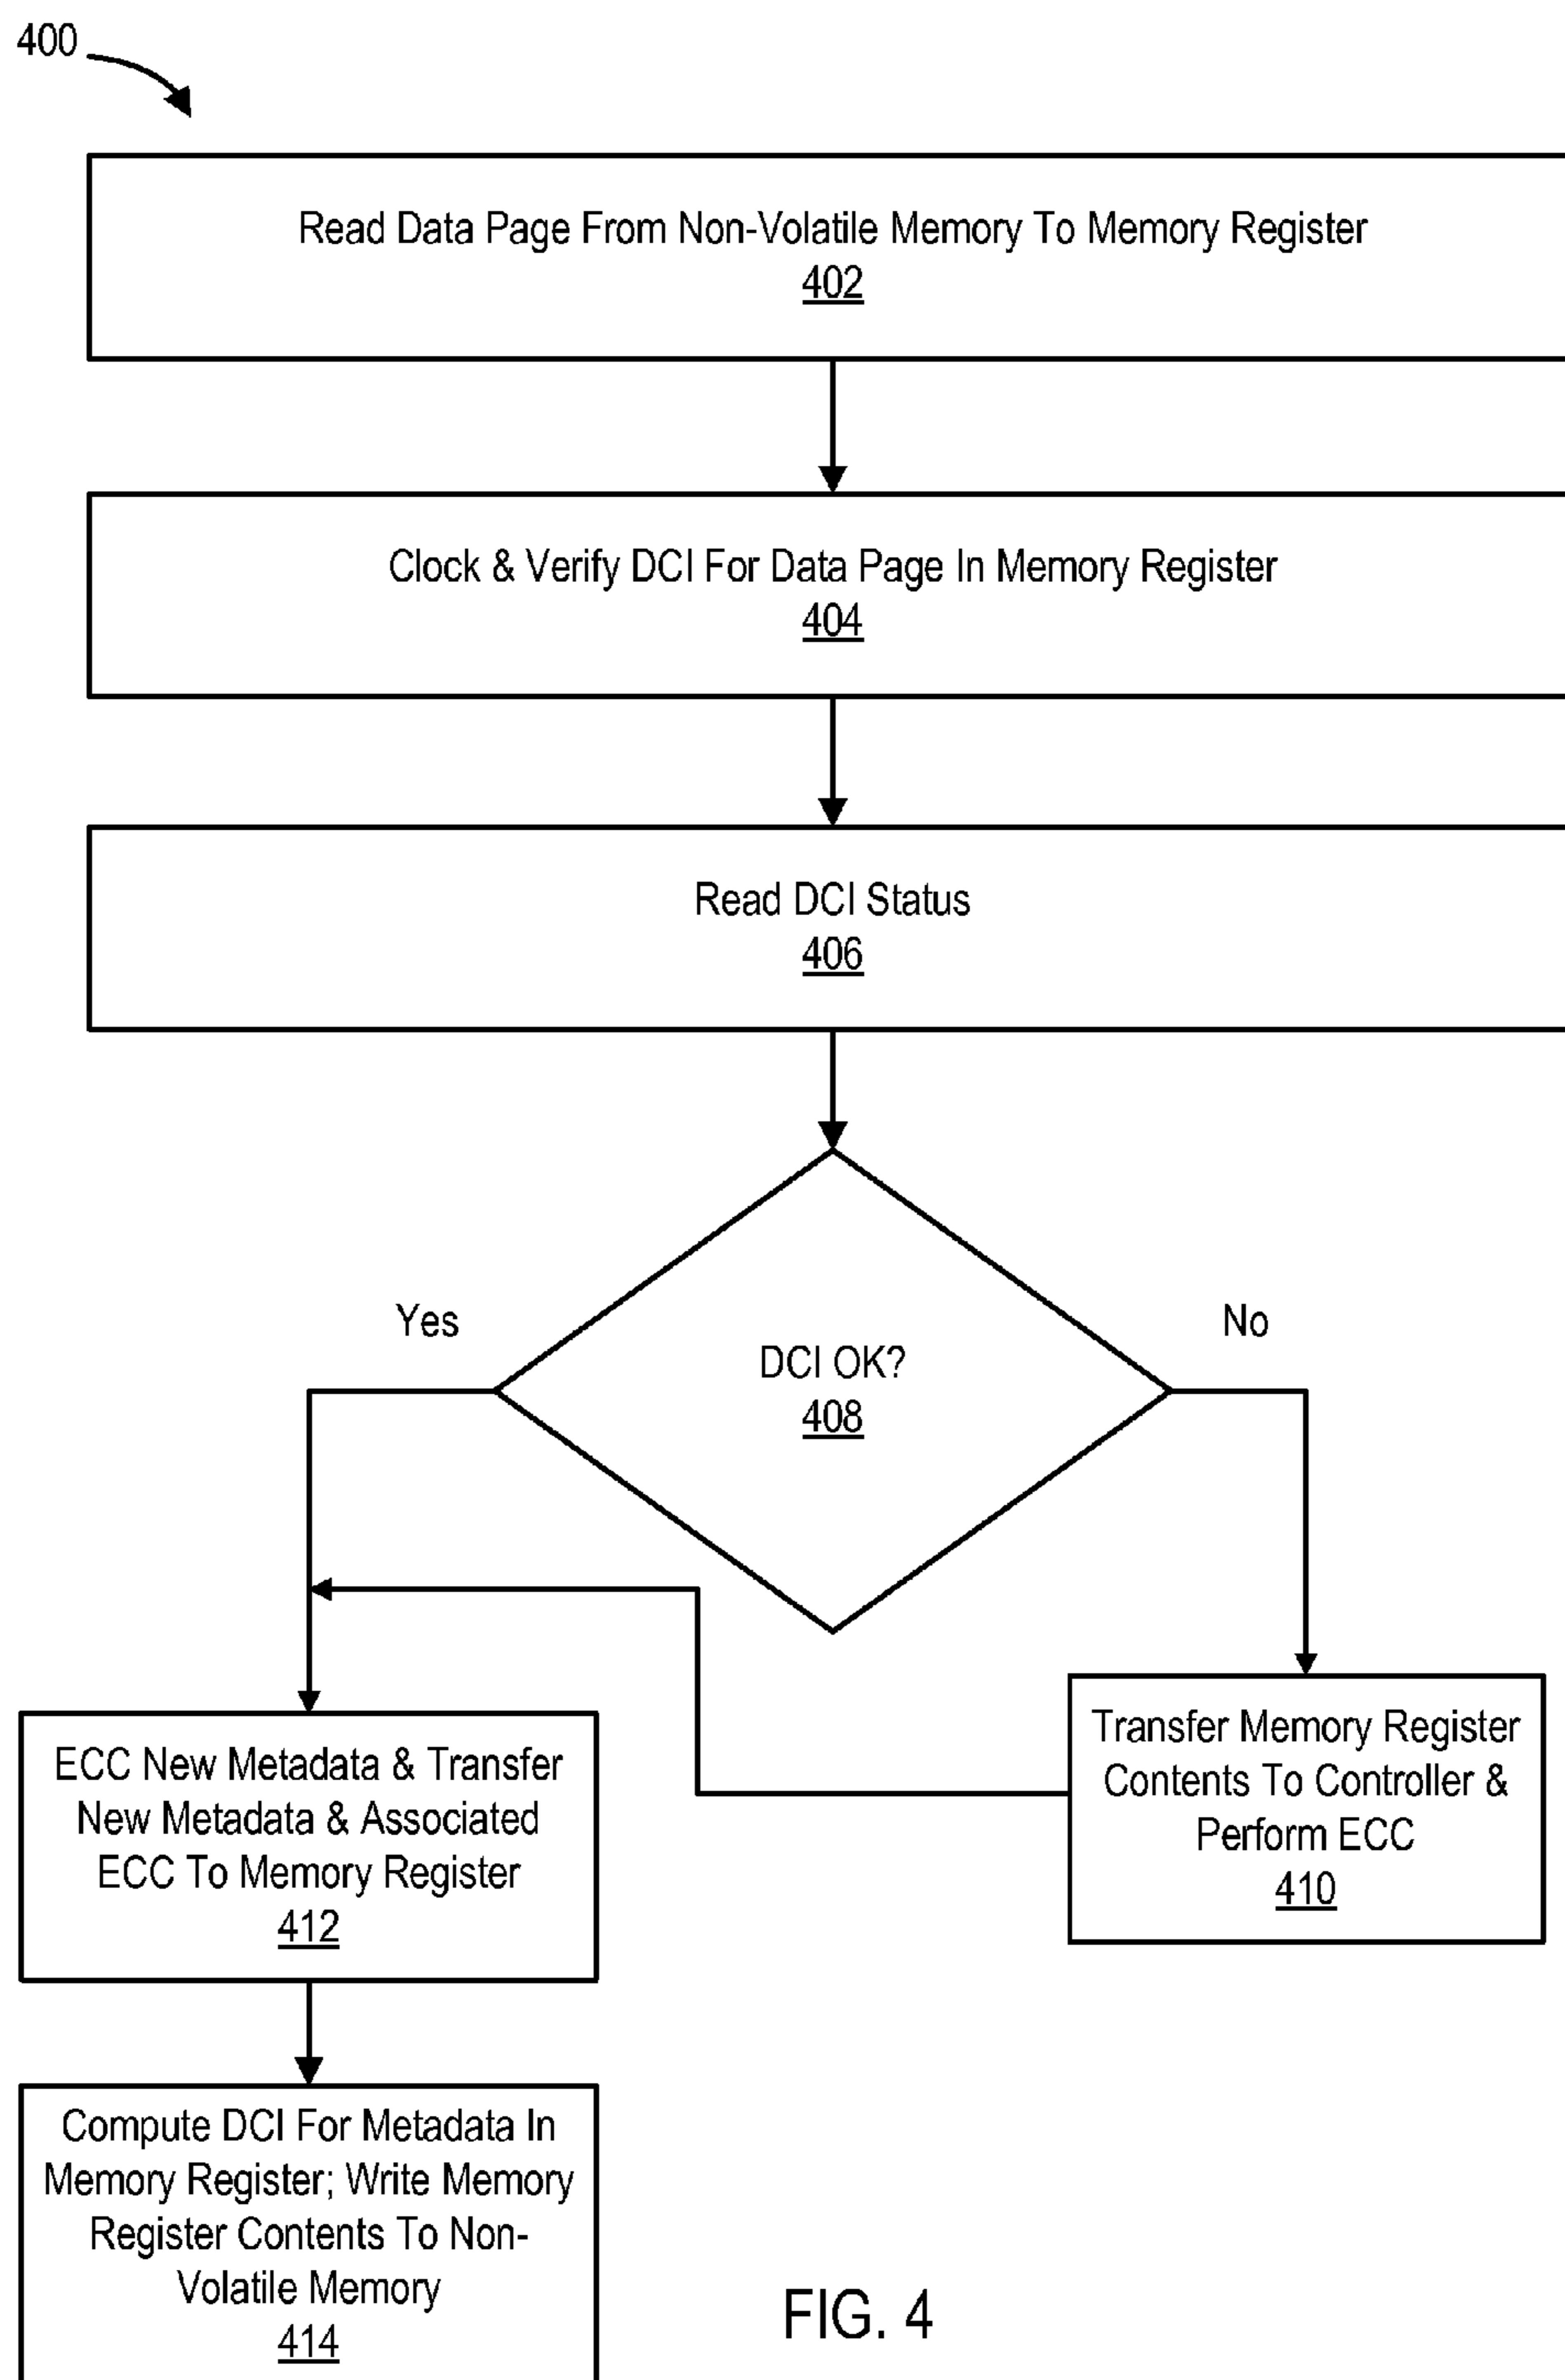 400
Read Data Page From Non-Volatile Memory To Memory Register
402
Clock & Verify DCI For Data Page In Memory Register
404
Read DCI Status
406
Yes
No
DCI OK?
408
Transfer Memory Register
Contents To Controller &
Perform ECC
410
ECC New Metadata & Transfer
New Metadata & Associated
ECC To Memory Register
412
Compute DCI For Metadata In
Memory Register; Write Memory
Register Contents To Non-
Volatile Memory
414
FIG. 4